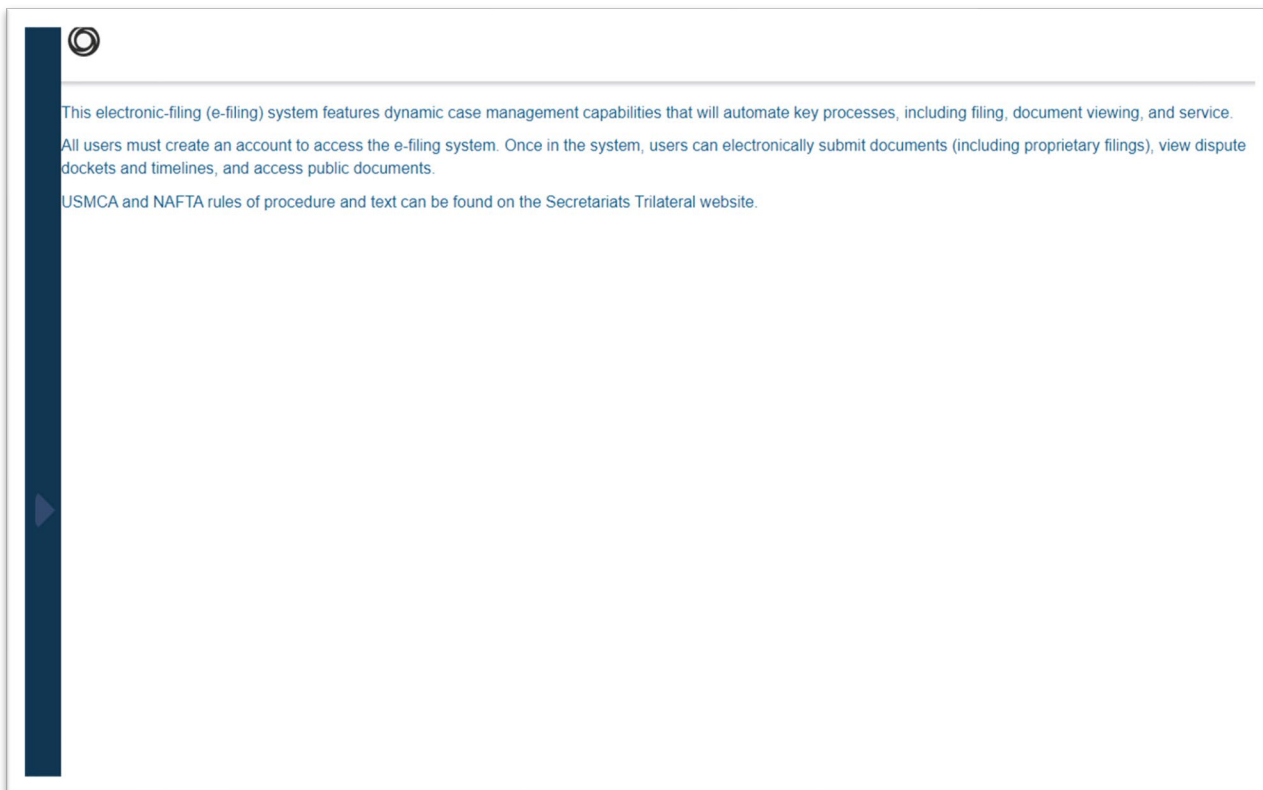 This electronic-filing (e-filing) system features dynamic case management capabilities that will automate key processes, including filing, document viewing, and service.
All users must create an account to access the e-filing system. Once in the system, users can electronically submit documents (including proprietary filings), view dispute
dockets and timelines, and access public documents.
USMCA and NAFTA rules of procedure and text can be found on the Secretariats Trilateral website.